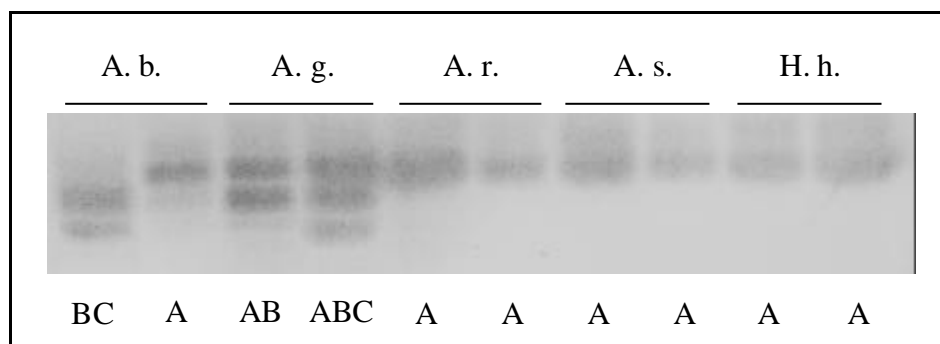 A. b. A. g. A. r. A. s. H. h.
BC A AB ABC A A A A A A